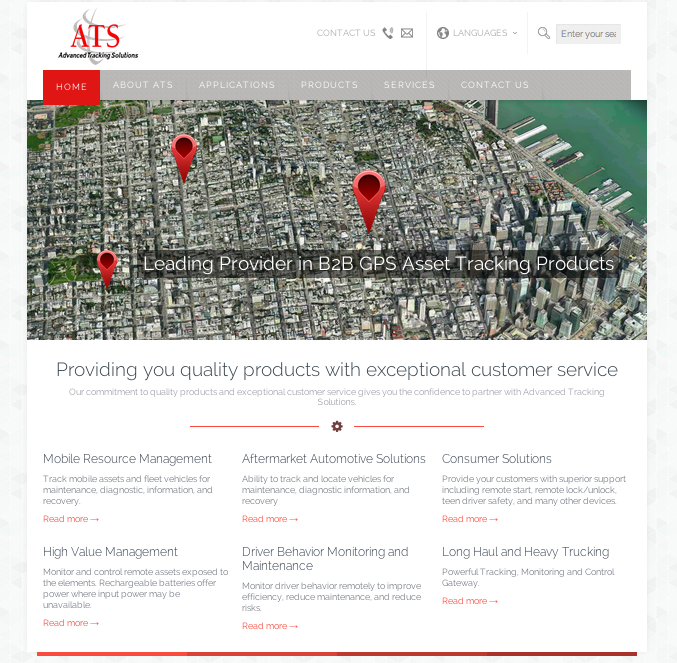 ATS
Advanced Tracking Solutions
CONTACT US
LANGUAGES
Enter your sea
HOME
ABOUT ATS
APPLICATIONS
PRODUCTS
SERVICES
CONTACT US
Leading Provider in B2B GPS Asset Tracking Products
Providing you quality products with exceptional customer service
Our commitment to quality products and exceptional customer service gives you the confidence to partner with Advanced Tracking
Solutions.
Mobile Resource Management
Track mobile assets and fleet vehicles for
maintenance, diagnostic, information, and
recovery.
Read more →
Aftermarket Automotive Solutions
Ability to track and locate vehicles for
maintenance, diagnostic information, and
recovery
Read more →
Consumer Solutions
Provide your customers with superior support
including remote start, remote lock/unlock,
teen driver safety, and many other devices.
Read more →
High Value Management
Monitor and control remote assets exposed to
the elements. Rechargeable batteries offer
power where input power may be
unavailable.
Read more →
Driver Behavior Monitoring and
Maintenance
Monitor driver behavior remotely to improve
efficiency, reduce maintenance, and reduce
risks.
Read more →
Long Haul and Heavy Trucking
Powerful Tracking, Monitoring and Control
Gateway.
Read more →